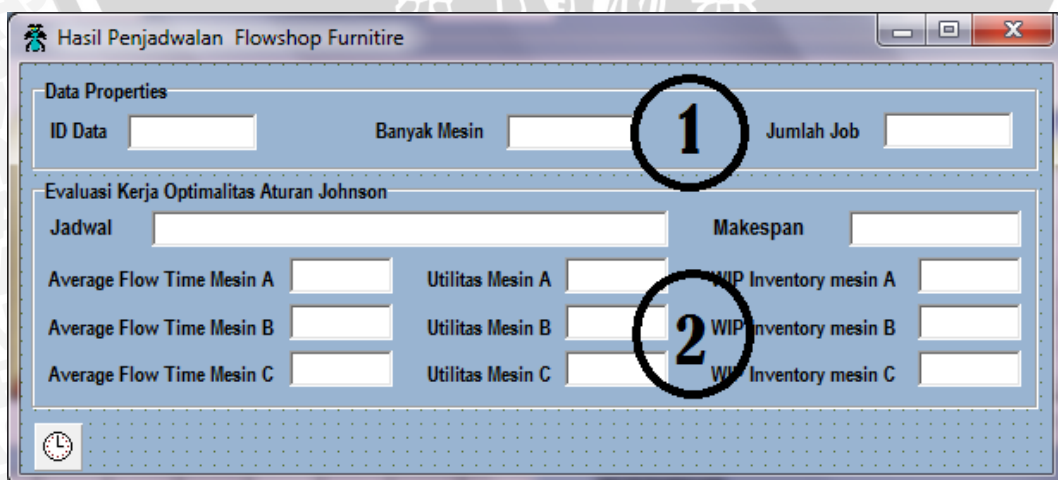 Hasil Penjadwalan Flowshop Furnitire
Data Properties
ID Data Banyak Mesin 1 Jumlah Job
Evaluasi Kerja Optimalitas Aturan Johnson
Jadwal Makespan
Average Flow Time Mesin A Utilitas Mesin A WIP Inventory mesin A
Average Flow Time Mesin B Utilitas Mesin B 2 WIP Inventory mesin B
Average Flow Time Mesin C Utilitas Mesin C WIP Inventory mesin C